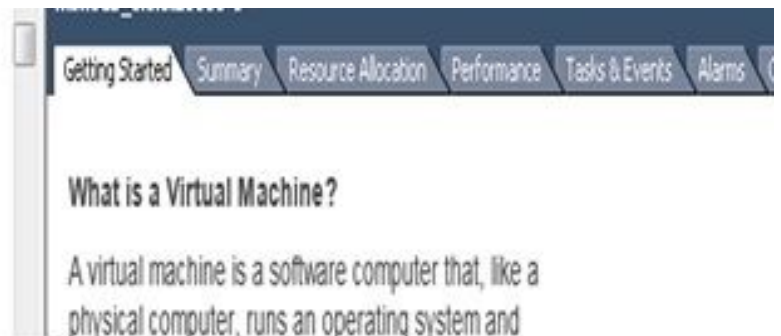 Getting Started Summary Resource Allocation Performance Tasks & Events Alarms
What is a Virtual Machine?
A virtual machine is a software computer that, like a
physical computer, runs an operating system and